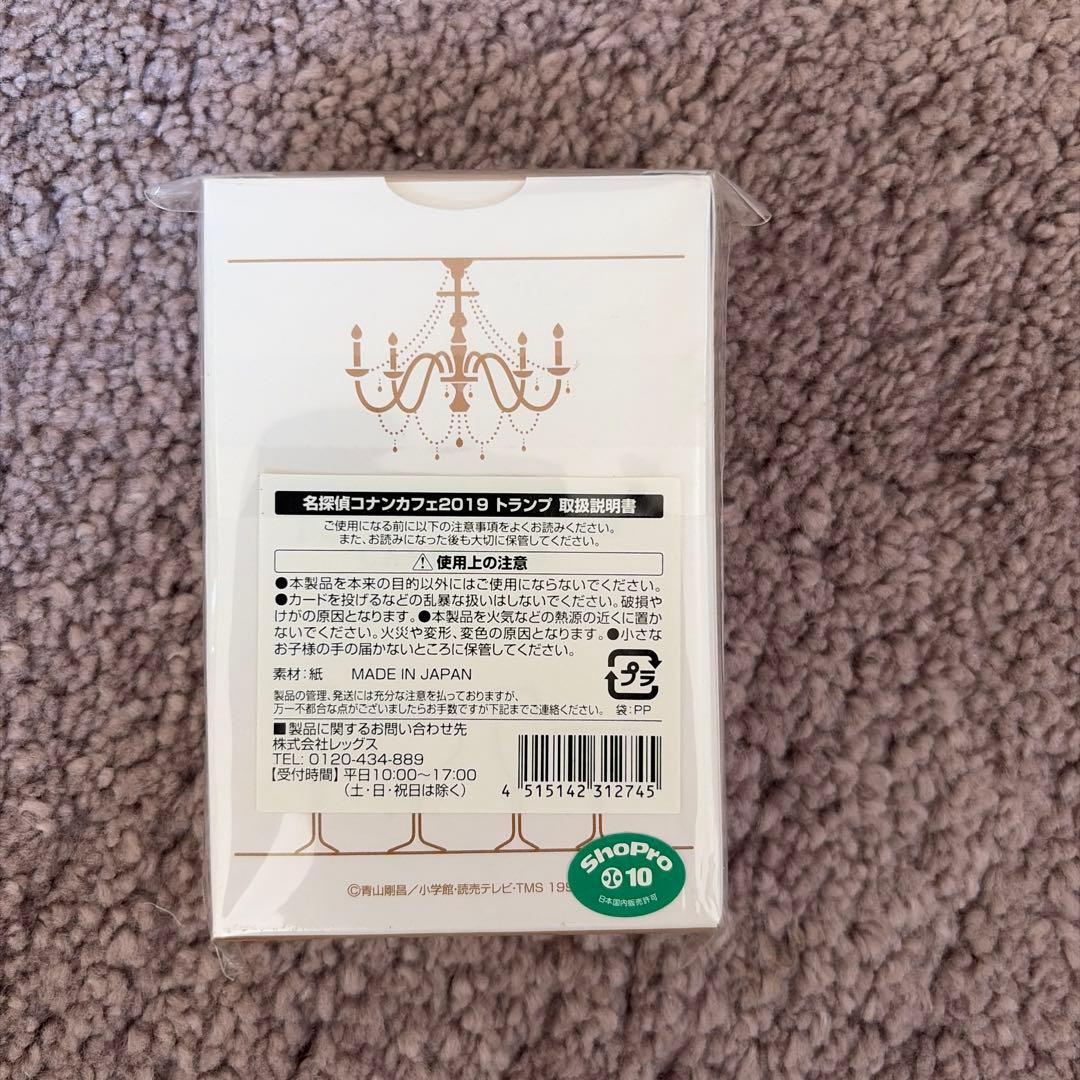 名探偵コナンカフェ2019 トランプ 取扱説明書
ご使用になる前に以下の注意事項をよくお読みください。
また、お読みになった後も大切に保管してください。
使用上の注意
●本製品を本来の目的以外にはご使用にならないでください。
●カードを投げるなどの乱暴な扱いはしないでください。破損や
けがの原因となります。●本製品を火気などの熱源の近くに置か
ないでください。火災や変形、変色の原因となります。●小さな
お子様の手の届かないところに保管してください。
素材:紙 MADE IN JAPAN
プラ
製品の管理、発送には充分な注意を払っておりますが、
万一不都合な点がございましたらお手数ですが下記までご連絡ください。 袋:PP
■製品に関するお問い合わせ先
株式会社レッグス
TEL: 0120-434-889
【受付時間】平日10:00〜17:00
(土・日・祝日は除く)
4 515142 312745
ShoPro
10
日本国内販売許可
©青山剛昌/小学館・読売テレビ・TMS 199